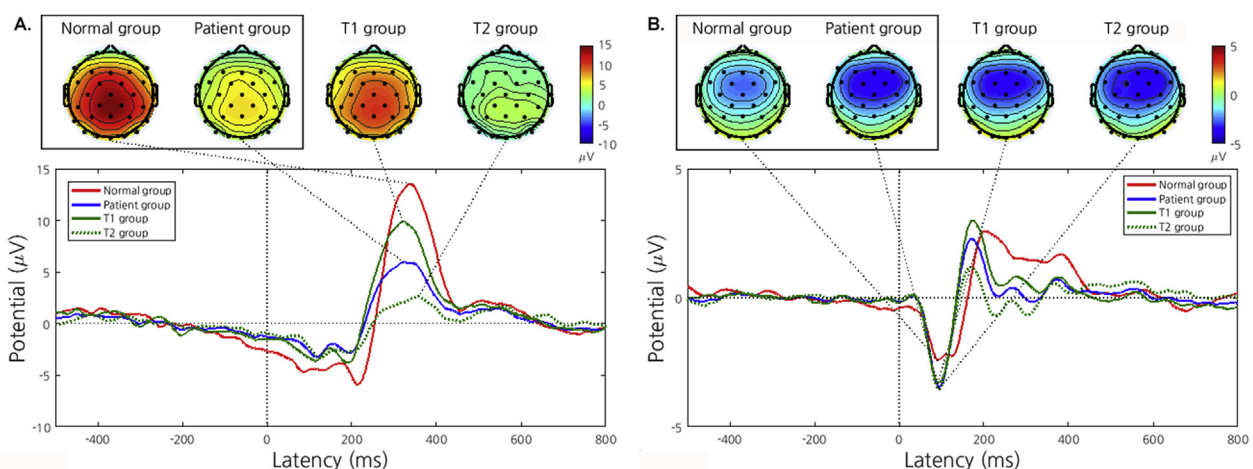 A.
Normal group Patient group T1 group T2 group
15
10
5
0
-5
-10
μV
15
10
5
0
-5
-10
Potential (μV)
Normal group
Patient group
T1 group
T2 group
-400 -200 0 200 400 600 800
Latency (ms)
B.
Normal group Patient group T1 group T2 group
5
0
-5
μV
5
0
-5
Potential (μV)
Normal group
Patient group
T1 group
T2 group
-400 -200 0 200 400 600 800
Latency (ms)